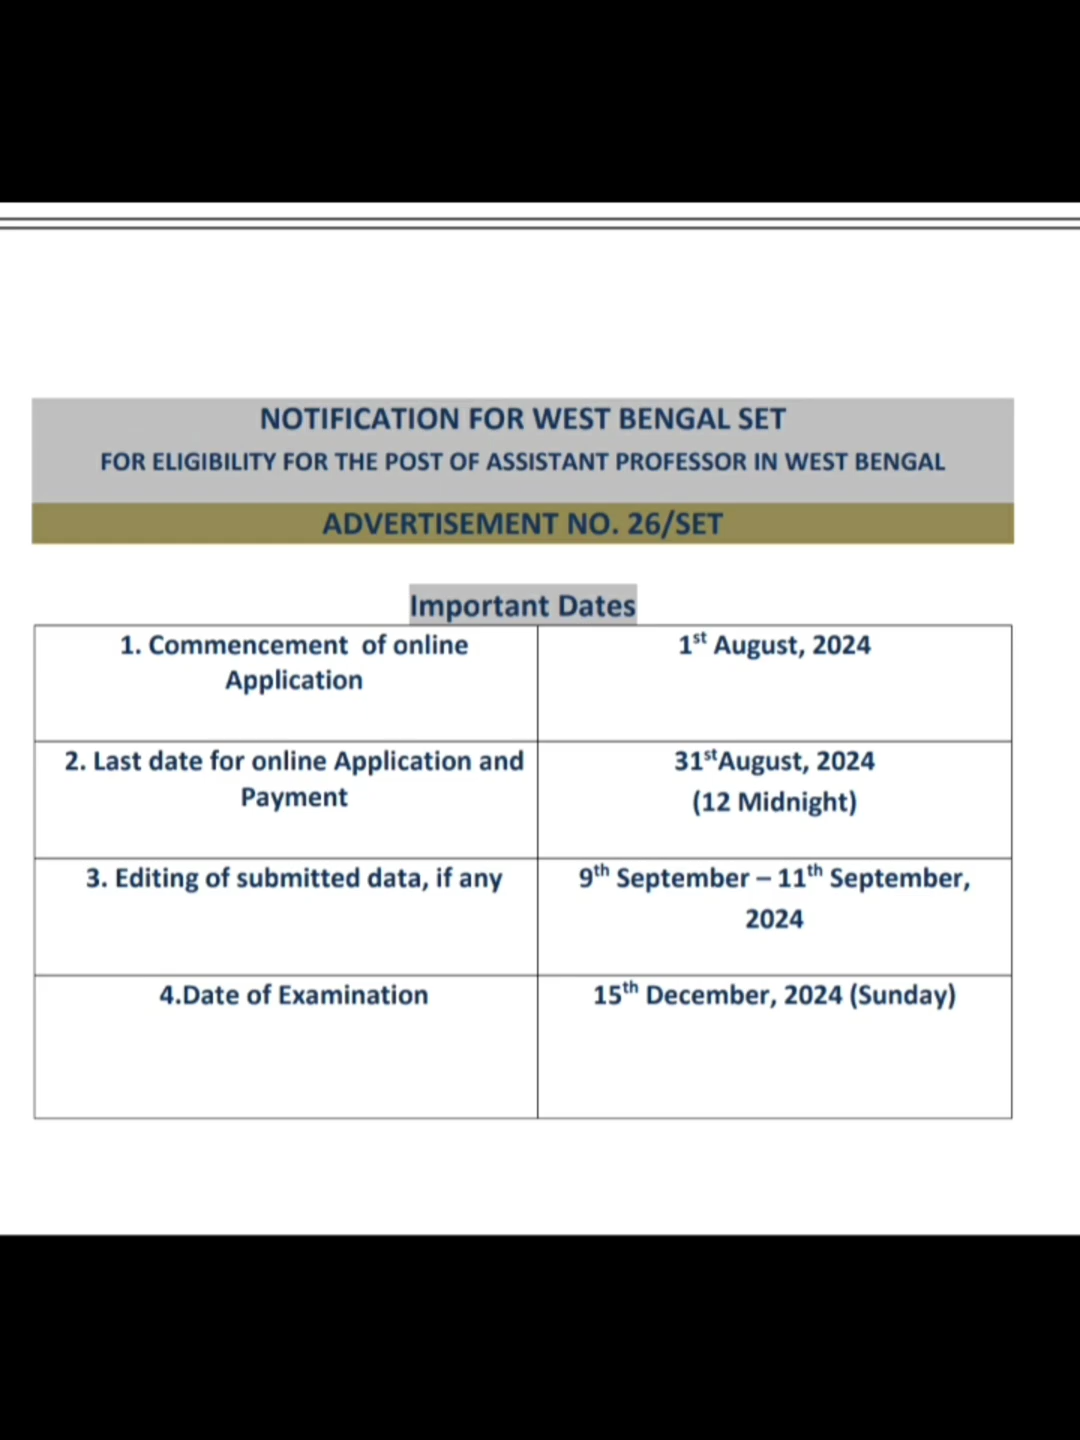 NOTIFICATION FOR WEST BENGAL SET
FOR ELIGIBILITY FOR THE POST OF ASSISTANT PROFESSOR IN WEST BENGAL
ADVERTISEMENT NO. 26/SET
Important Dates
1. Commencement of online
Application
1st August, 2024
2. Last date for online Application and
Payment
31stAugust, 2024
(12 Midnight)
3. Editing of submitted data, if any
9th September – 11th September,
2024
4.Date of Examination
15th December, 2024 (Sunday)